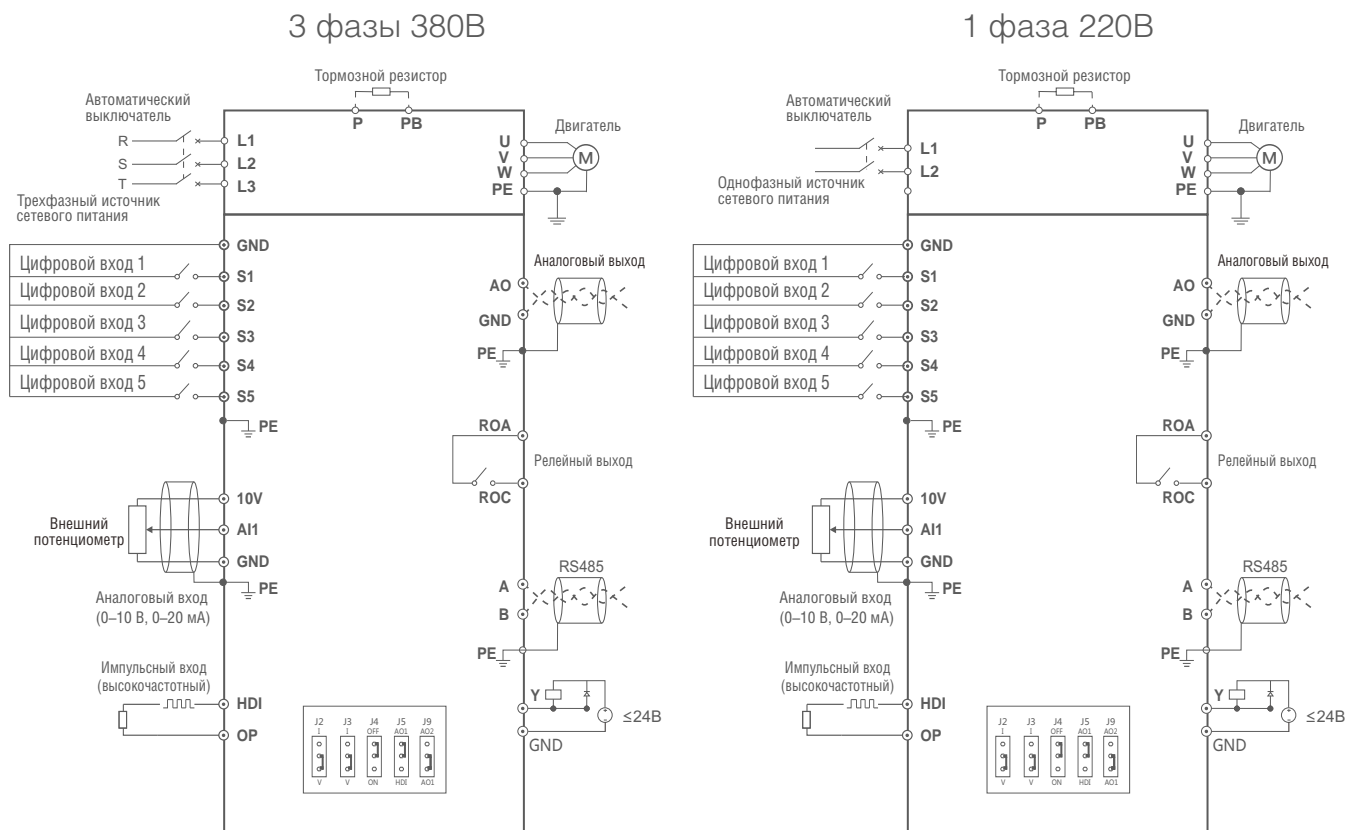 3 фазы 380В
Тормозной резистор
P
PB
Автоматический
выключатель
R
L1
S
L2
T
L3
Трехфазный источник
сетевого питания
U
V
W
PE
Двигатель
M
GND
Цифровой вход 1
S1
Цифровой вход 2
S2
Цифровой вход 3
S3
Цифровой вход 4
S4
Цифровой вход 5
S5
PE
Аналоговый выход
AO
GND
PE
ROA
Релейный выход
ROC
10V
Внешний
потенциометр
AI1
GND
PE
Аналоговый вход
(0–10 В, 0–20 мА)
RS485
A
B
PE
Импульсный вход
(высокочастотный)
HDI
OP
J2
I
V
J3
I
V
J4
OFF
ON
J5
AO1
HDI
J9
AO2
AO1
Y
≤24В
GND
1 фаза 220В
Тормозной резистор
P
PB
Автоматический
выключатель
L1
L2
Однофазный источник
сетевого питания
U
V
W
PE
Двигатель
M
GND
Цифровой вход 1
S1
Цифровой вход 2
S2
Цифровой вход 3
S3
Цифровой вход 4
S4
Цифровой вход 5
S5
PE
Аналоговый выход
AO
GND
PE
ROA
Релейный выход
ROC
10V
Внешний
потенциометр
AI1
GND
PE
Аналоговый вход
(0–10 В, 0–20 мА)
RS485
A
B
PE
Импульсный вход
(высокочастотный)
HDI
OP
J2
I
V
J3
I
V
J4
OFF
ON
J5
AO1
HDI
J9
AO2
AO1
Y
≤24В
GND